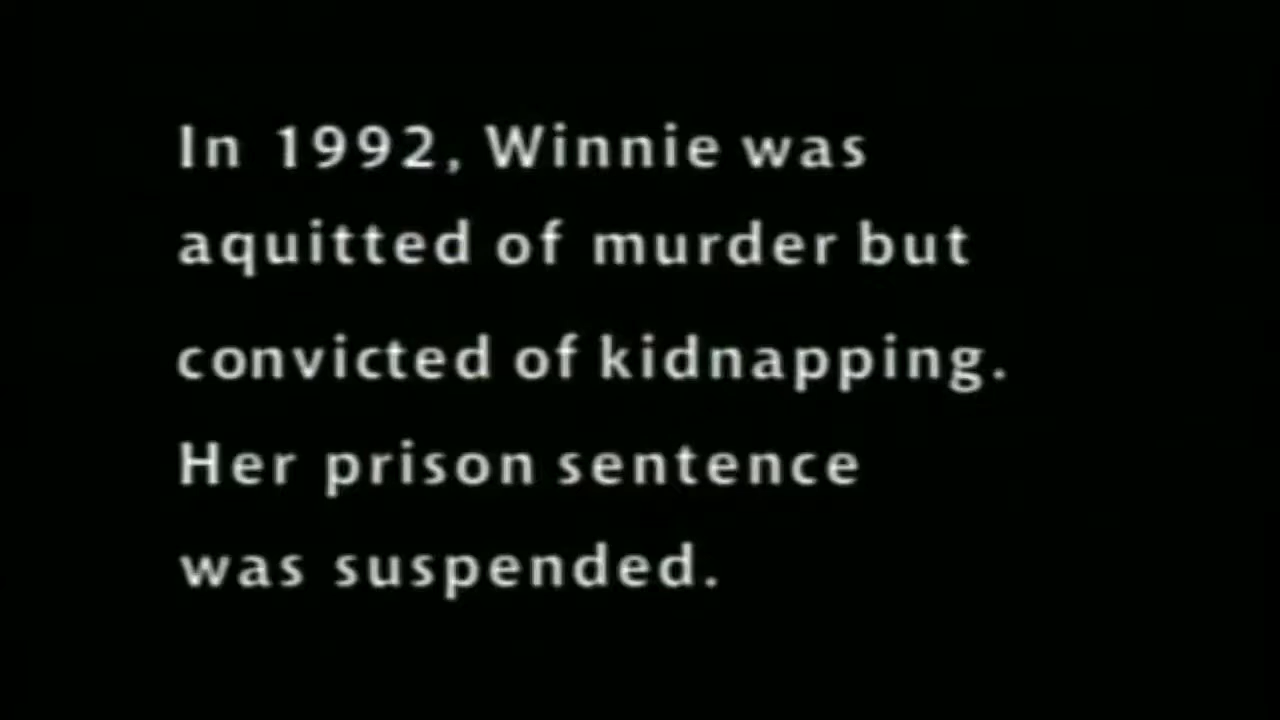 In 1992, Winnie was
aquitted of murder but
convicted of kidnapping.
Her prison sentence
was suspended.